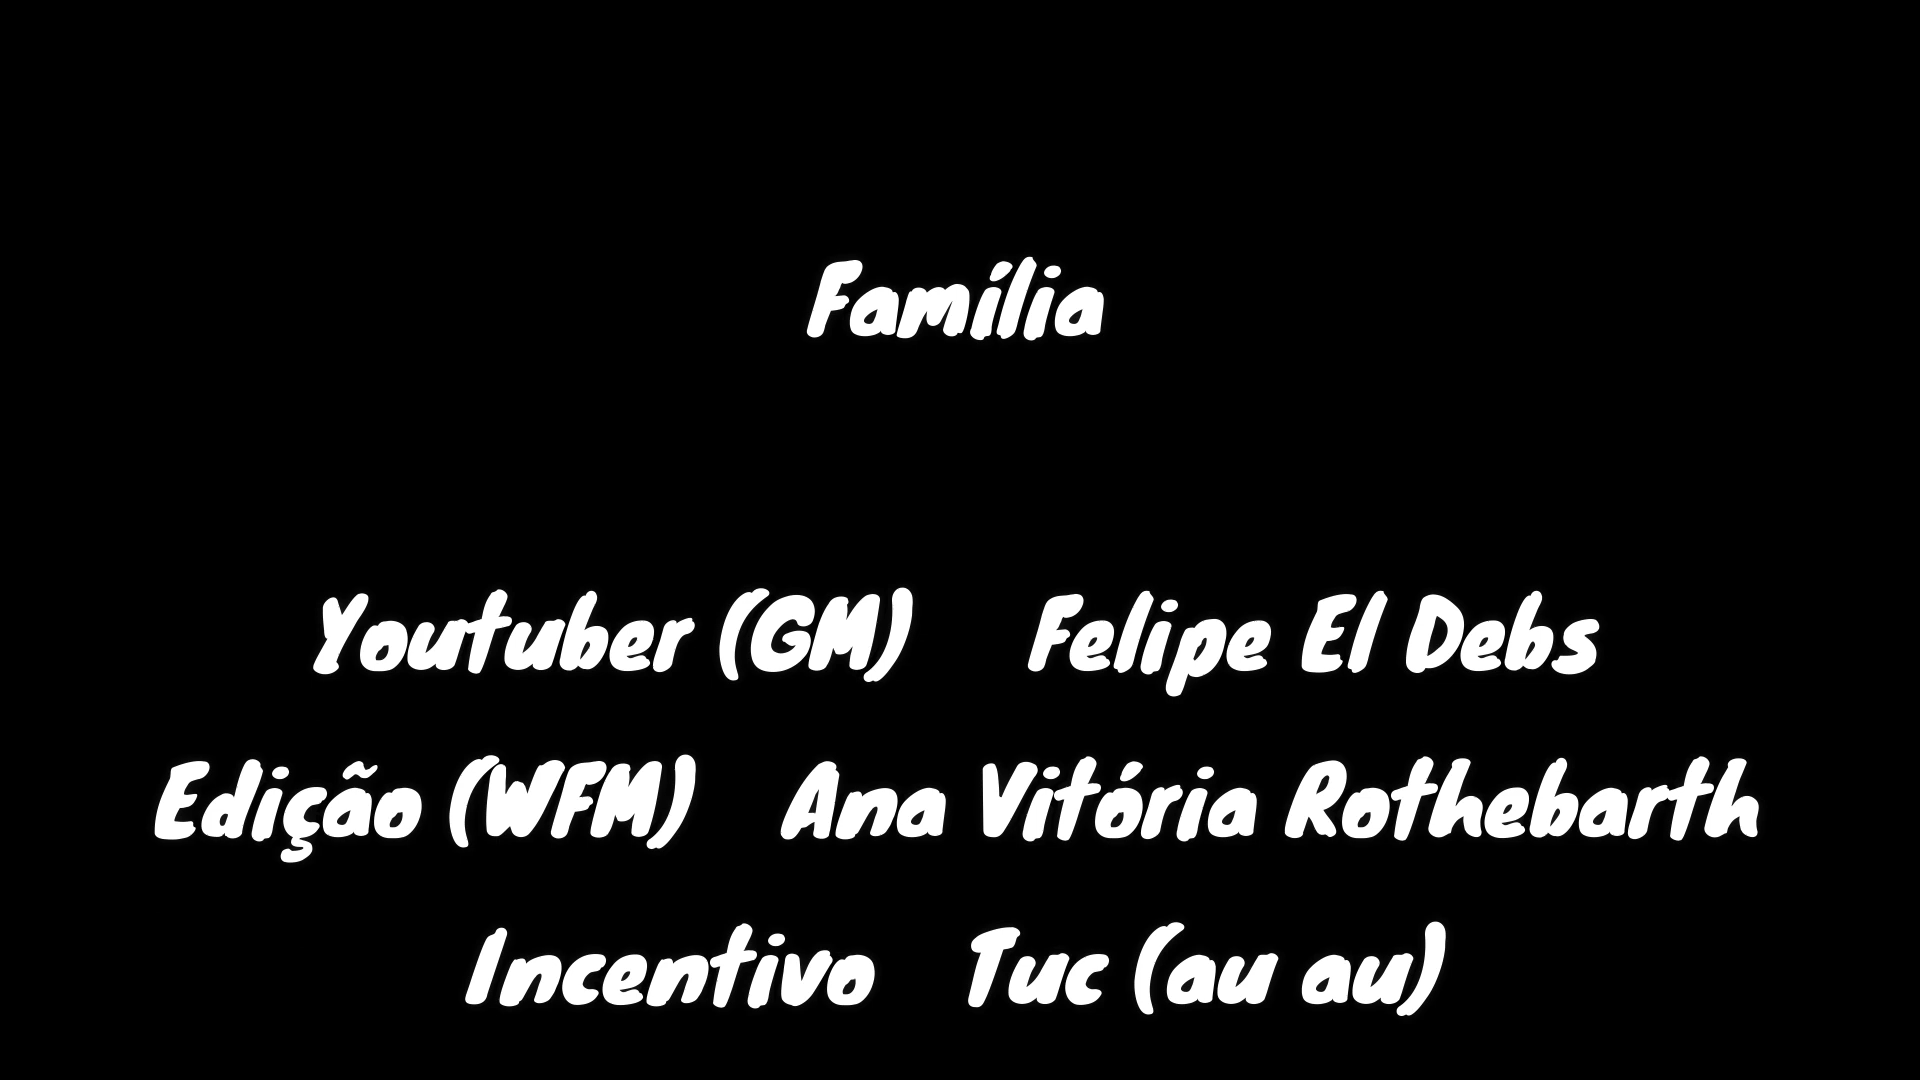 Família
Youtuber (GM) Felipe El Debs
Edição (WFM) Ana Vitória Rothebarth
Incentivo Tuc (au au)